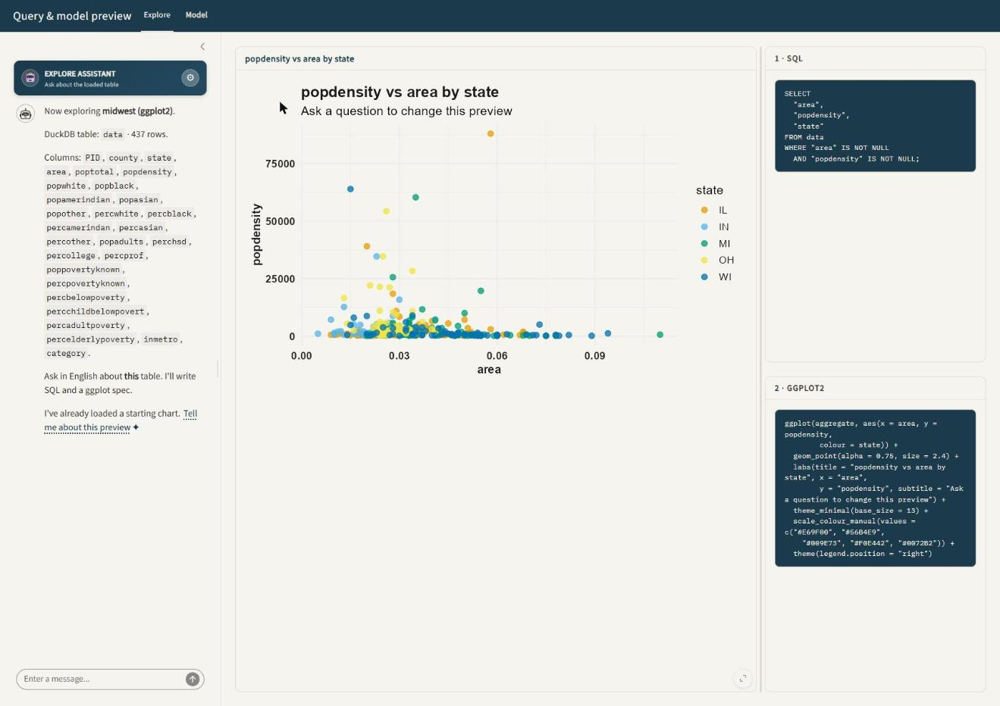 Query & model preview
Explore
Model
EXPLORE ASSISTANT
Ask about the loaded table
Now exploring midwest (ggplot2).
DuckDB table: data · 437 rows.
Columns: PID, county, state,
area, poptotal, popdensity,
popwhite, popblack,
popamerindian, popasian,
popother, percwhite, percblack,
percamerindan, percasian,
percother, popadults, perchsd,
percollege, percprof,
poppovertyknown,
percpovertyknown,
percbelowpoverty,
percchildbelowpovert,
percadultpoverty,
percelderlypoverty, inmetro,
category.
Ask in English about this table. I'll write
SQL and a ggplot spec.
I've already loaded a starting chart. Tell
me about this preview ✦
Enter a message...
popdensity vs area by state
popdensity vs area by state
Ask a question to change this preview
popdensity
75000
50000
25000
0
0.00
0.03
0.06
0.09
area
state
IL
IN
MI
OH
WI
1 · SQL
SELECT
  "area",
  "popdensity",
  "state"
FROM data
WHERE "area" IS NOT NULL
  AND "popdensity" IS NOT NULL;
2 · GGPLOT2
ggplot(aggregate, aes(x = area, y =
popdensity,
        colour = state)) +
  geom_point(alpha = 0.75, size = 2.4) +
  labs(title = "popdensity vs area by
state", x = "area",
        y = "popdensity", subtitle = "Ask
a question to change this preview") +
  theme_minimal(base_size = 13) +
  scale_colour_manual(values =
c("#E69F00", "#56B4E9",
    "#009E73", "#F0E442", "#0072B2")) +
  theme(legend.position = "right")